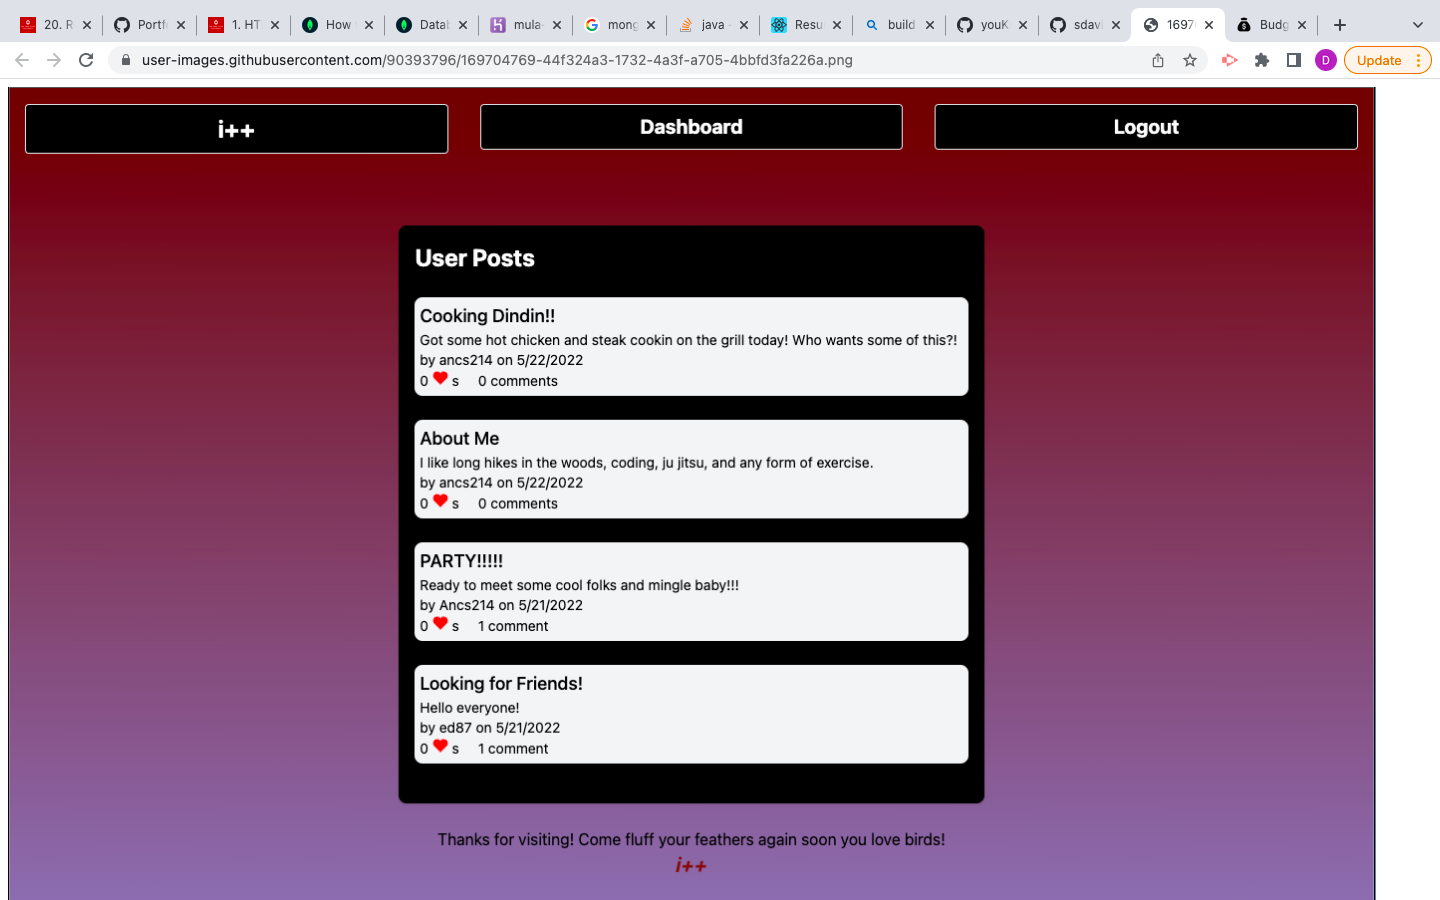 20. R
Portf
1. HT
How
Datab
mula-
mong
java -
Resu
build
youK
sdavi
1697
Budg
user-images.githubusercontent.com/90393796/169704769-44f324a3-1732-4a3f-a705-4bbfd3fa226a.png
D
Update
i++
Dashboard
Logout
User Posts
Cooking Dindin!!
Got some hot chicken and steak cookin on the grill today! Who wants some of this?!
by ancs214 on 5/22/2022
0 ❤ s 0 comments
About Me
I like long hikes in the woods, coding, ju jitsu, and any form of exercise.
by ancs214 on 5/22/2022
0 ❤ s 0 comments
PARTY!!!!!
Ready to meet some cool folks and mingle baby!!!
by Ancs214 on 5/21/2022
0 ❤ s 1 comment
Looking for Friends!
Hello everyone!
by ed87 on 5/21/2022
0 ❤ s 1 comment
Thanks for visiting! Come fluff your feathers again soon you love birds!
i++